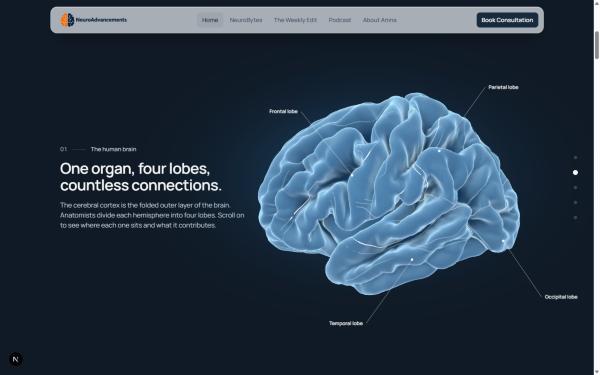 NeuroAdvancements
Home
NeuroBytes
The Weekly Edit
Podcast
About Amna
Book Consultation
Parietal lobe
Frontal lobe
01
The human brain
One organ, four lobes,
countless connections.
The cerebral cortex is the folded outer layer of the brain.
Anatomists divide each hemisphere into four lobes. Scroll on
to see where each one sits and what it contributes.
Occipital lobe
Temporal lobe
N